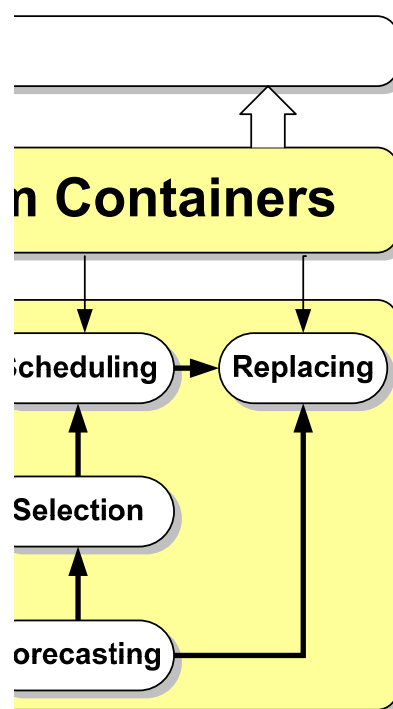 m Containers
Scheduling
Replacing
Selection
orecasting